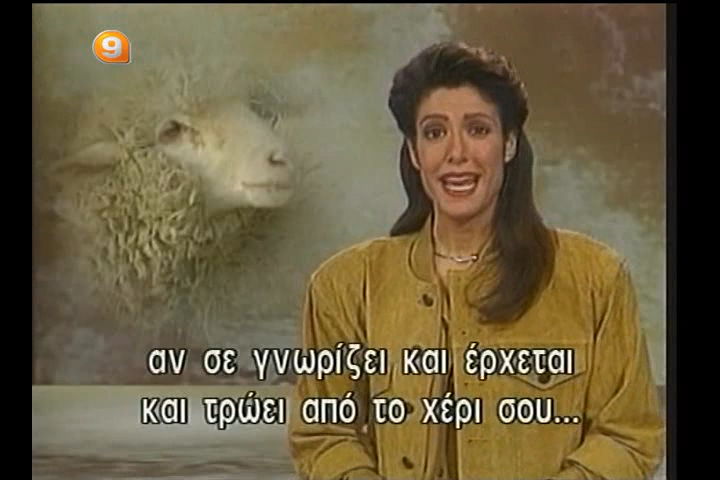 9
αν σε γνωρίζει και έρχεται
και τρώει από το χέρι σου...